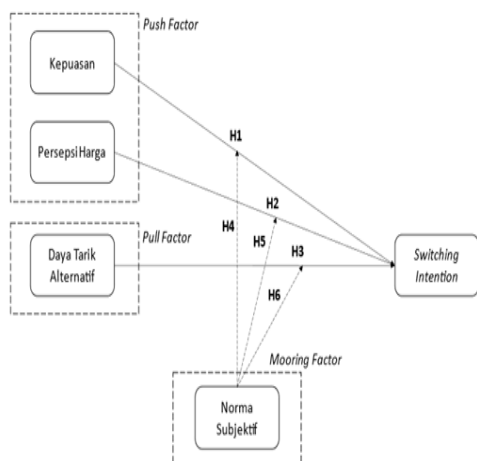 Push Factor
Kepuasan
H1
Persepsi Harga
H2
H4
Pull Factor
H5
H3
Daya Tarik
Alternatif
Switching
Intention
H6
Mooring Factor
Norma
Subjektif